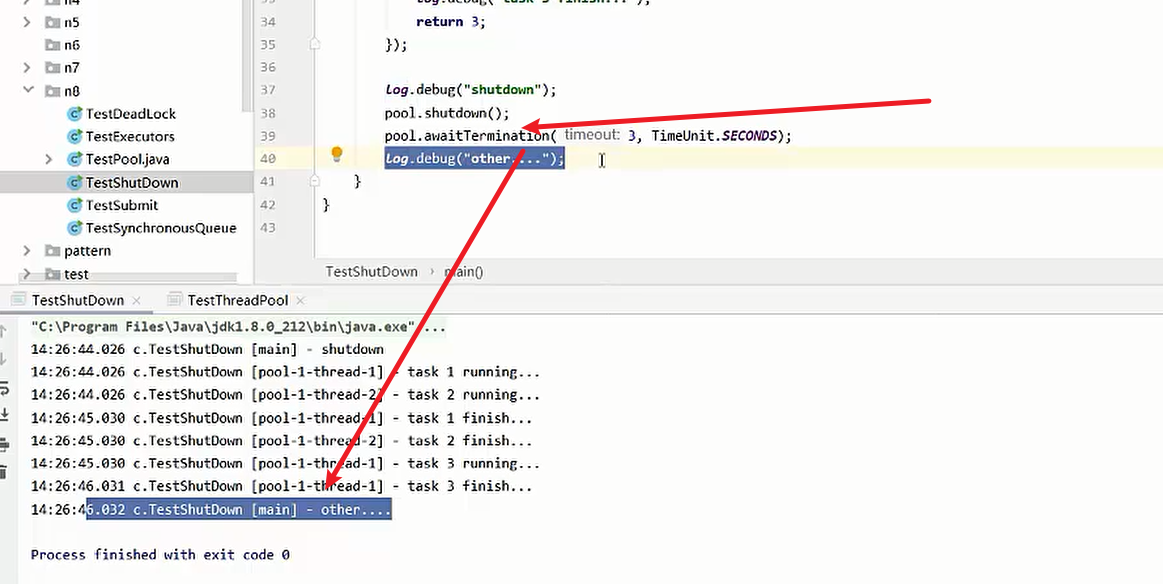 n4
n5
n6
n7
n8
TestDeadLock
TestExecutors
TestPool.java
TestShutDown
TestSubmit
TestSynchronousQueue
pattern
test
33 log.debug("task 3 finish...");
34 return 3;
35 });
36
37 log.debug("shutdown");
38 pool.shutdown();
39 pool.awaitTermination( timeout: 3, TimeUnit.SECONDS);
40 log.debug("other....");
41 }
42 }
43
TestShutDown › main()
TestShutDown × TestThreadPool ×
"C:\Program Files\Java\jdk1.8.0_212\bin\java.exe" ...
14:26:44.026 c.TestShutDown [main] - shutdown
14:26:44.026 c.TestShutDown [pool-1-thread-1] - task 1 running...
14:26:44.026 c.TestShutDown [pool-1-thread-2] - task 2 running...
14:26:45.030 c.TestShutDown [pool-1-thread-1] - task 1 finish...
14:26:45.030 c.TestShutDown [pool-1-thread-2] - task 2 finish...
14:26:45.030 c.TestShutDown [pool-1-thread-1] - task 3 running...
14:26:46.031 c.TestShutDown [pool-1-thread-1] - task 3 finish...
14:26:46.032 c.TestShutDown [main] - other....
Process finished with exit code 0